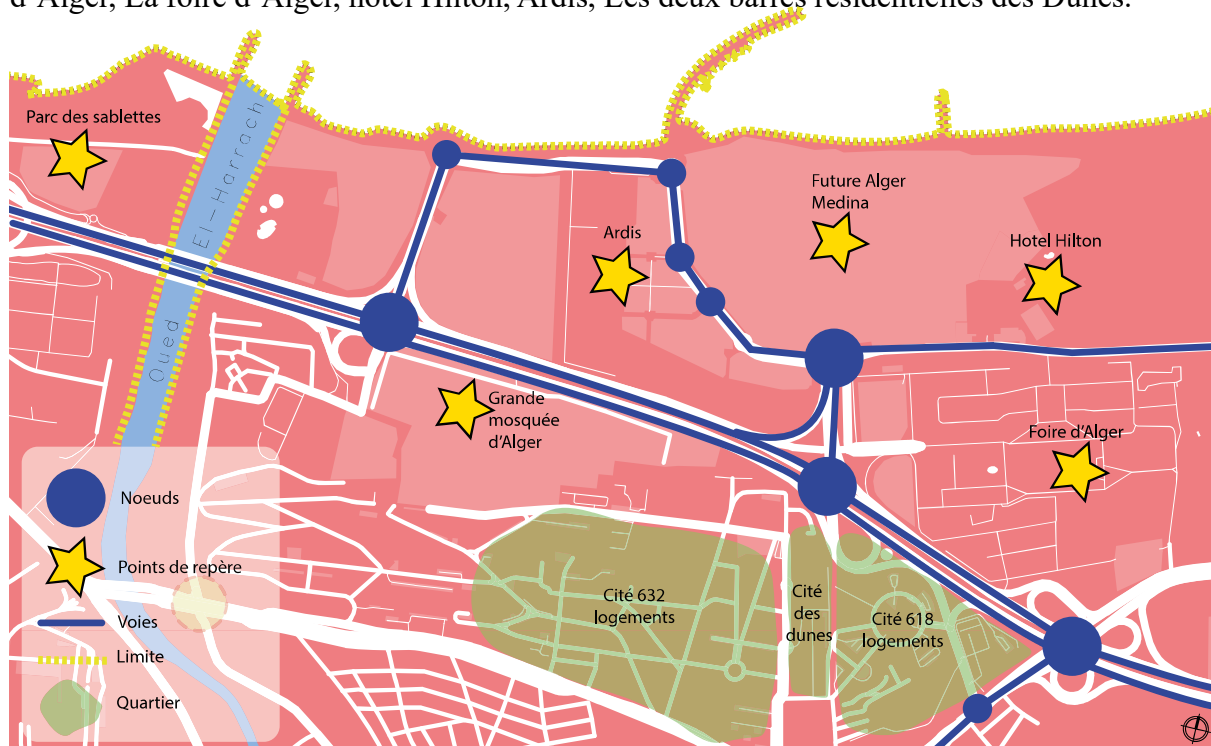 d'Alger, La foire d'Alger, hotel Hilton, Ardis, Les deux barres résidentielles des Dunes.
Parc des sablettes
Oued El-Harrach
Ardis
Future Alger
Medina
Hotel Hilton
Grande
mosquée
d'Alger
Foire d'Alger
Cité 632
logements
Cité
des
dunes
Cité 618
logements
Noeuds
Points de repère
Voies
Limite
Quartier